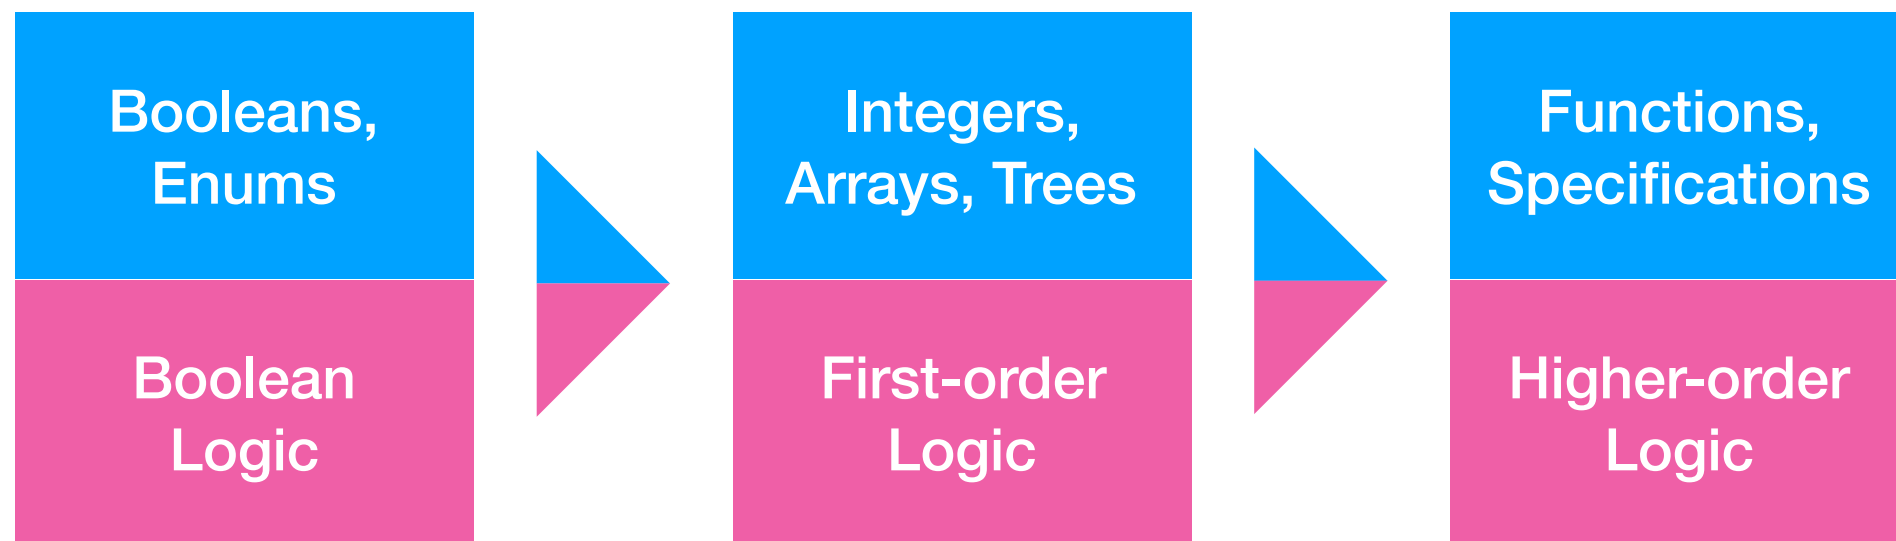 Booleans,
Enums
Boolean
Logic
Integers,
Arrays, Trees
First-order
Logic
Functions,
Specifications
Higher-order
Logic